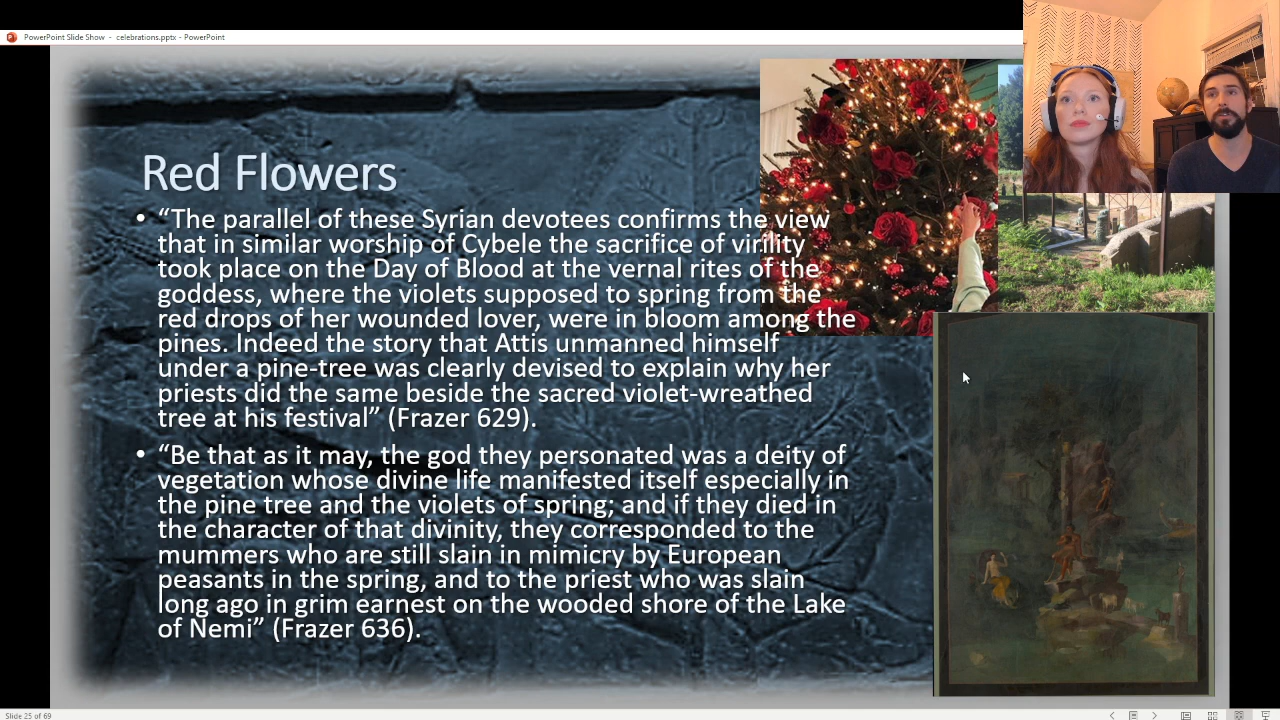 PowerPoint Slide Show - celebrations.pptx - PowerPoint
Red Flowers
• “The parallel of these Syrian devotees confirms the view
that in similar worship of Cybele the sacrifice of virility
took place on the Day of Blood at the vernal rites of the
goddess, where the violets supposed to spring from the
red drops of her wounded lover, were in bloom among the
pines. Indeed the story that Attis unmanned himself
under a pine-tree was clearly devised to explain why her
priests did the same beside the sacred violet-wreathed
tree at his festival” (Frazer 629).
• “Be that as it may, the god they personated was a deity of
vegetation whose divine life manifested itself especially in
the pine tree and the violets of spring; and if they died in
the character of that divinity, they corresponded to the
mummers who are still slain in mimicry by European
peasants in the spring, and to the priest who was slain
long ago in grim earnest on the wooded shore of the Lake
of Nemi” (Frazer 636).
Slide 25 of 69